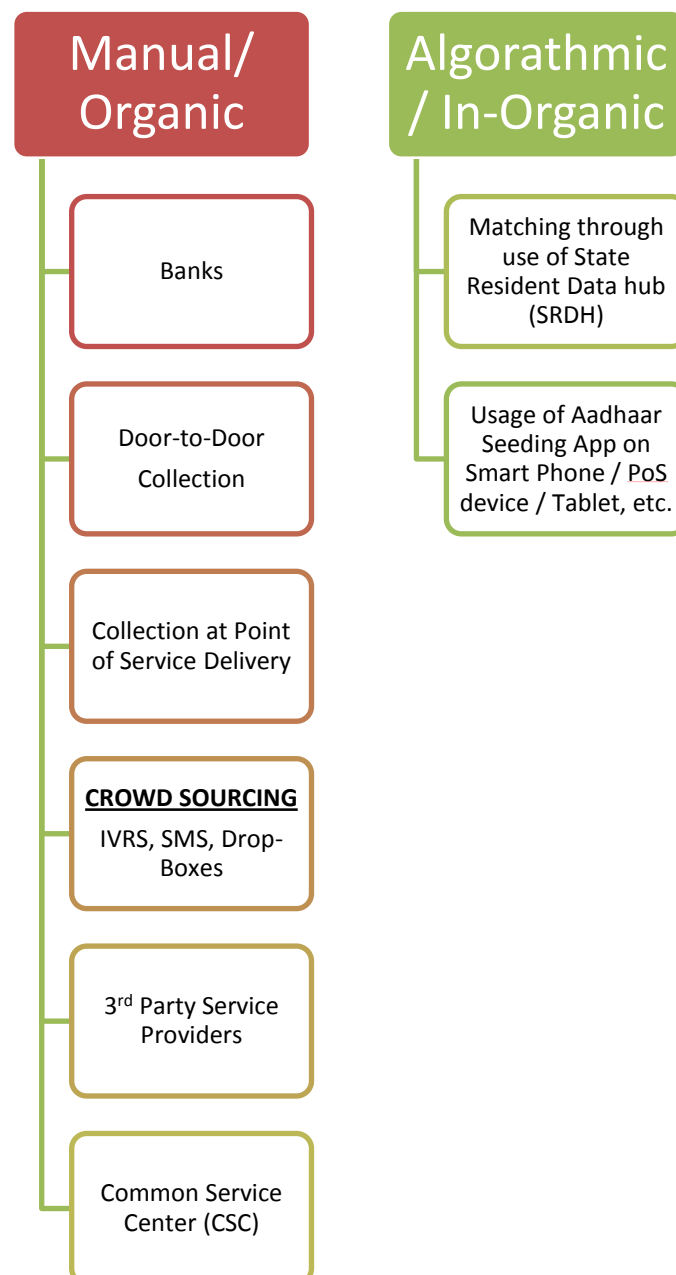 Manual/
Organic
Banks
Door-to-Door
Collection
Collection at Point
of Service Delivery
CROWD SOURCING
IVRS, SMS, Drop-
Boxes
3rd Party Service
Providers
Common Service
Center (CSC)
Algorathmic
/ In-Organic
Matching through
use of State
Resident Data hub
(SRDH)
Usage of Aadhaar
Seeding App on
Smart Phone / PoS
device / Tablet, etc.